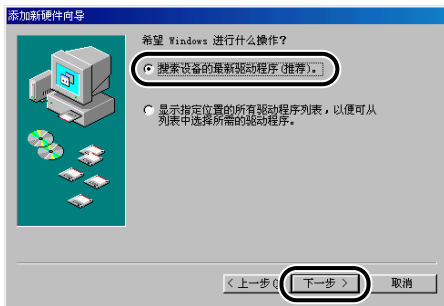 添加新硬件向导
希望 Windows 进行什么操作?
搜索设备的最新驱动程序(推荐)。
显示指定位置的所有驱动程序列表,以便可从
列表中选择所需的驱动程序。
< 上一步(
下一步 >
取消